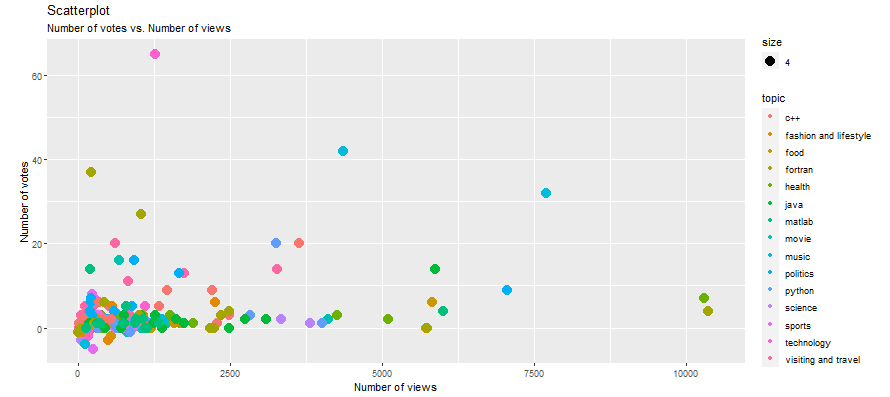 Scatterplot
Number of votes vs. Number of views
60
40
20
0
Number of votes
0
2500
5000
7500
10000
Number of views
size
4
topic
c++
fashion and lifestyle
food
fortran
health
java
matlab
movie
music
politics
python
science
sports
technology
visiting and travel